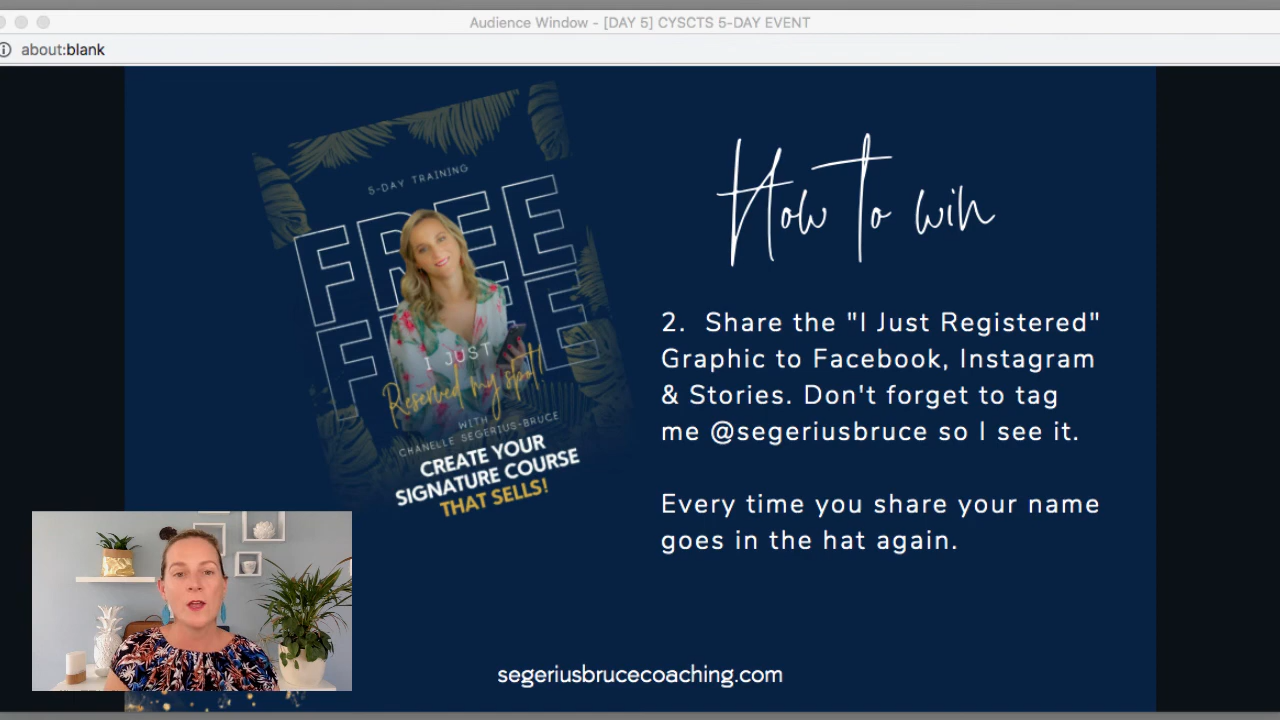 Audience Window - [DAY 5] CYSCTS 5-DAY EVENT
about:blank
5-DAY TRAINING
FREE
FREE
I JUST
Reserved my spot!
WITH
CHANELLE SEGERIUS-BRUCE
CREATE YOUR
SIGNATURE COURSE
THAT SELLS!
How to win
2. Share the "I Just Registered"
Graphic to Facebook, Instagram
& Stories. Don't forget to tag
me @segeriusbruce so I see it.
Every time you share your name
goes in the hat again.
segeriusbrucecoaching.com